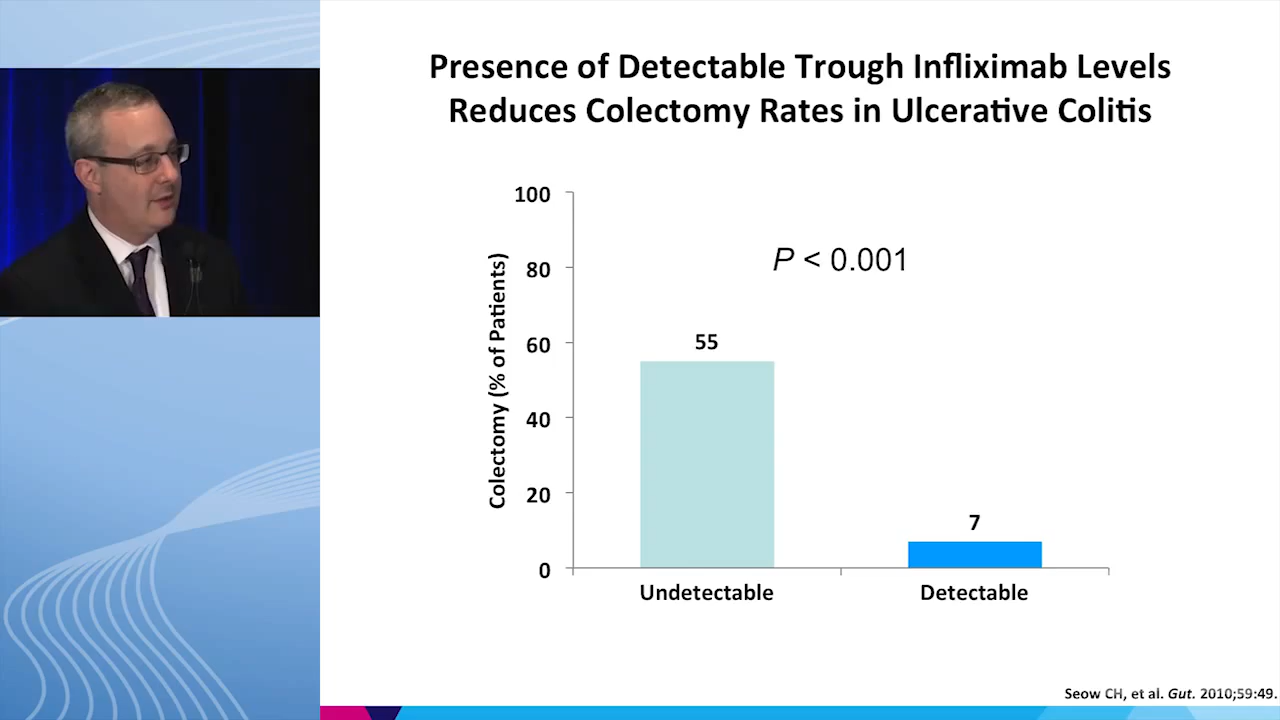 Presence of Detectable Trough Infliximab Levels
Reduces Colectomy Rates in Ulcerative Colitis
Colectomy (% of Patients)
100
80
60
40
20
0
P < 0.001
55
7
Undetectable
Detectable
Seow CH, et al. Gut. 2010;59:49.